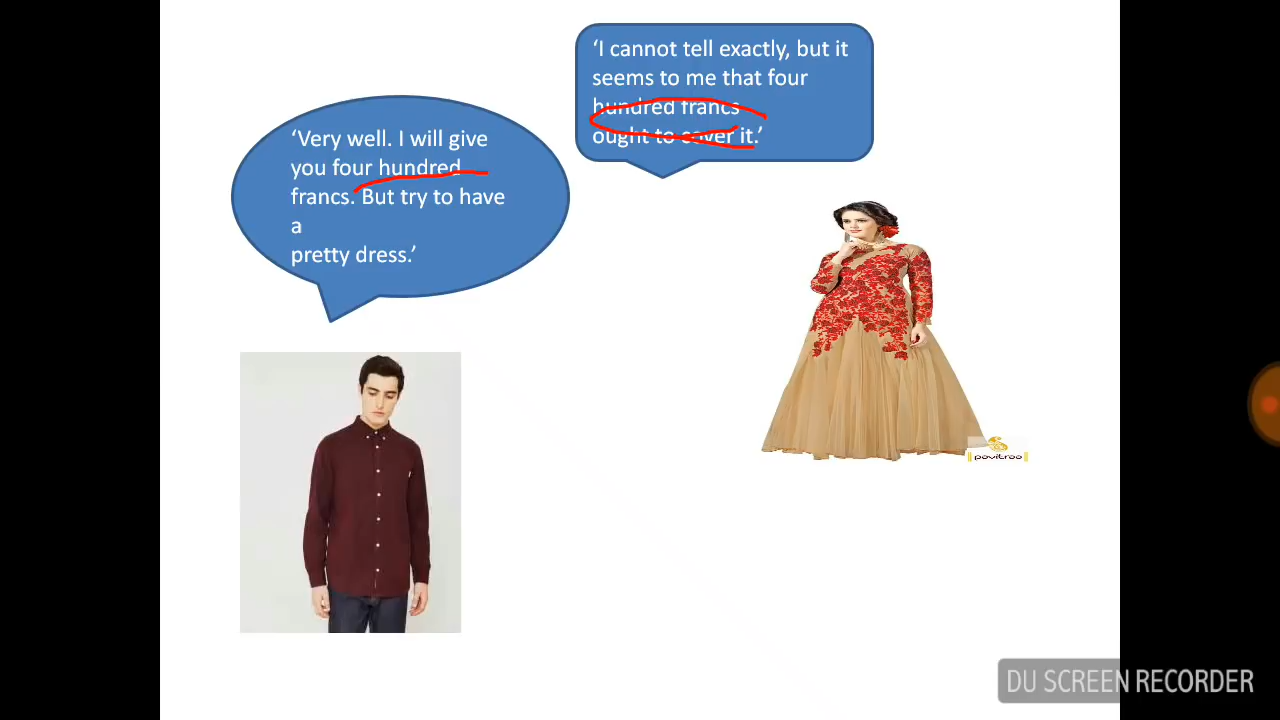 ‘I cannot tell exactly, but it
seems to me that four
hundred francs
ought to cover it.’
‘Very well. I will give
you four hundred
francs. But try to have
a
pretty dress.’
pavitraa
DU SCREEN RECORDER